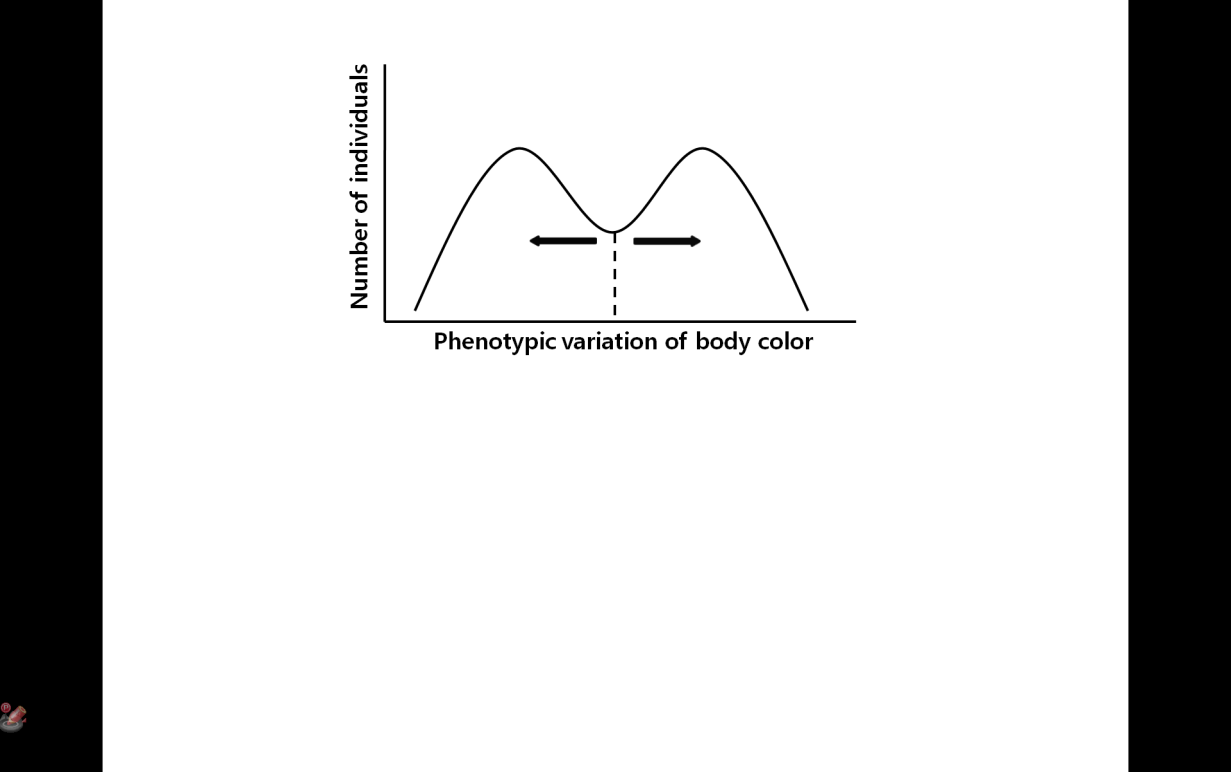 Number of individuals
Phenotypic variation of body color